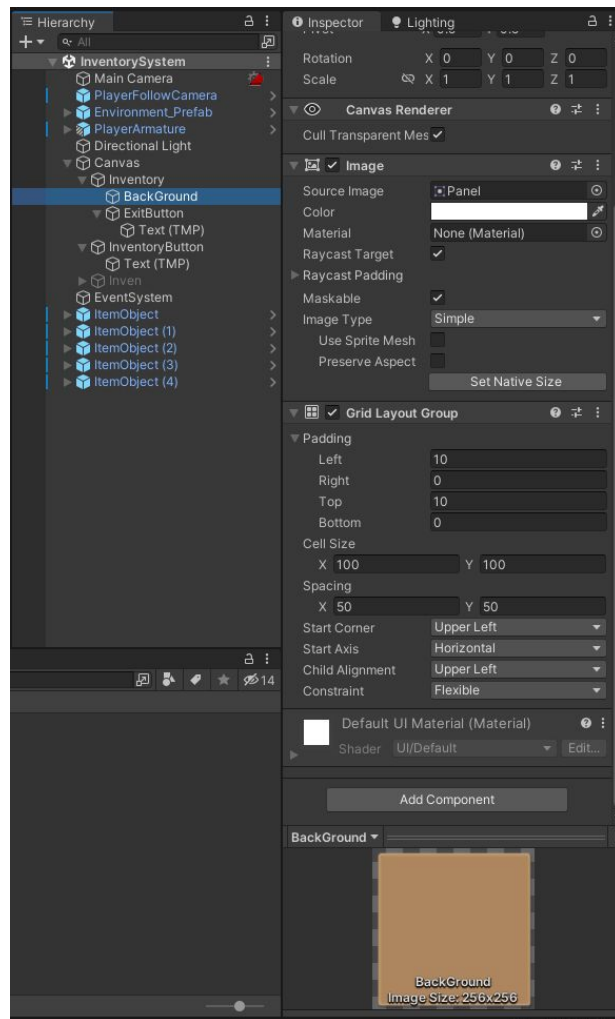 Hierarchy
All
InventorySystem
Main Camera
PlayerFollowCamera
Environment_Prefab
PlayerArmature
Directional Light
Canvas
Inventory
BackGround
ExitButton
Text (TMP)
InventoryButton
Text (TMP)
Inven
EventSystem
ItemObject
ItemObject (1)
ItemObject (2)
ItemObject (3)
ItemObject (4)
14
Inspector Lighting
Rotation X 0 Y 0 Z 0
Scale X 1 Y 1 Z 1
Canvas Renderer
Cull Transparent Mes
Image
Source Image Panel
Color
Material None (Material)
Raycast Target
Raycast Padding
Maskable
Image Type Simple
Use Sprite Mesh
Preserve Aspect
Set Native Size
Grid Layout Group
Padding
Left 10
Right 0
Top 10
Bottom 0
Cell Size
X 100 Y 100
Spacing
X 50 Y 50
Start Corner Upper Left
Start Axis Horizontal
Child Alignment Upper Left
Constraint Flexible
Default UI Material (Material)
Shader UI/Default Edit...
Add Component
BackGround
BackGround
Image Size: 256x256